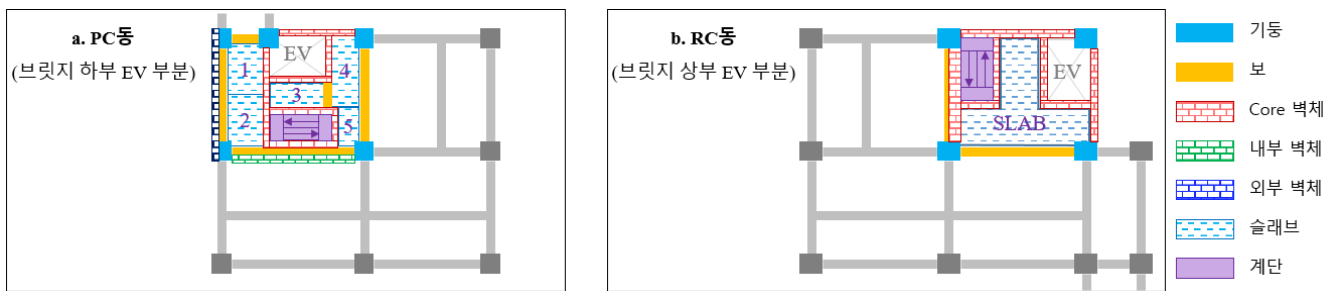 a. PC동
(브릿지 하부 EV 부분)
EV
1
4
3
2
5
b. RC동
(브릿지 상부 EV 부분)
EV
SLAB
기둥
보
Core 벽체
내부 벽체
외부 벽체
슬래브
계단